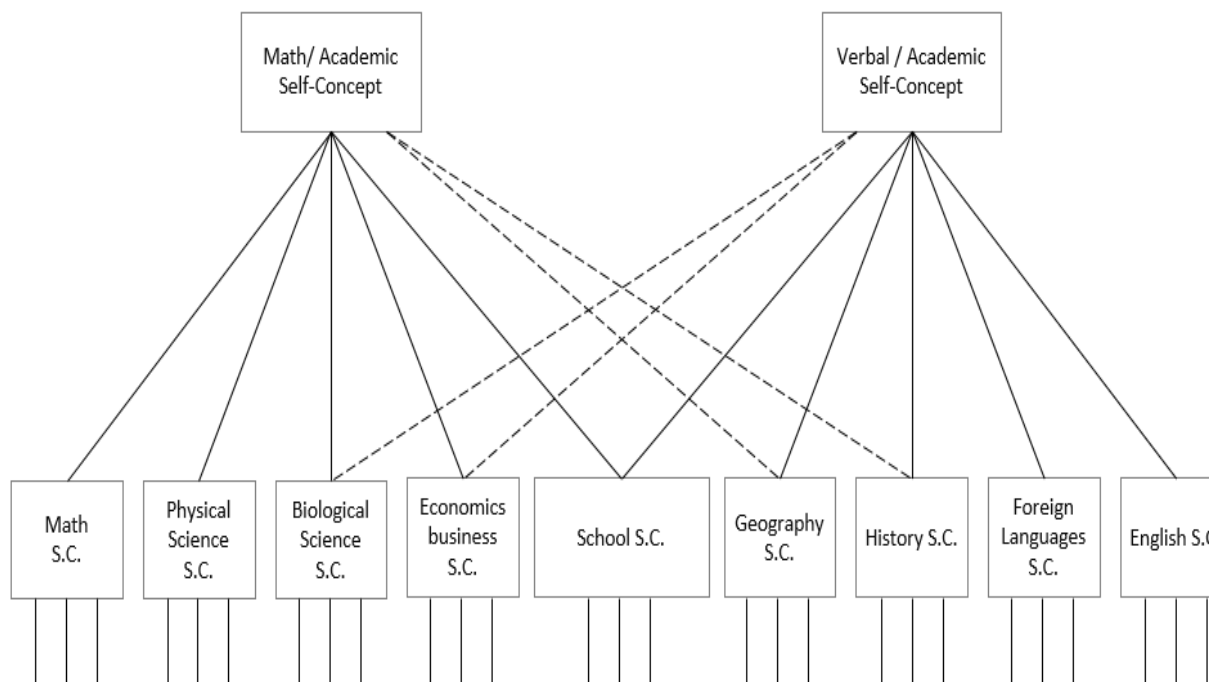 Math/ Academic
Self-Concept
Verbal / Academic
Self-Concept
Math
S.C.
Physical
Science
S.C.
Biological
Science
S.C.
Economics
business
S.C.
School S.C.
Geography
S.C.
History S.C.
Foreign
Languages
S.C.
English S.C